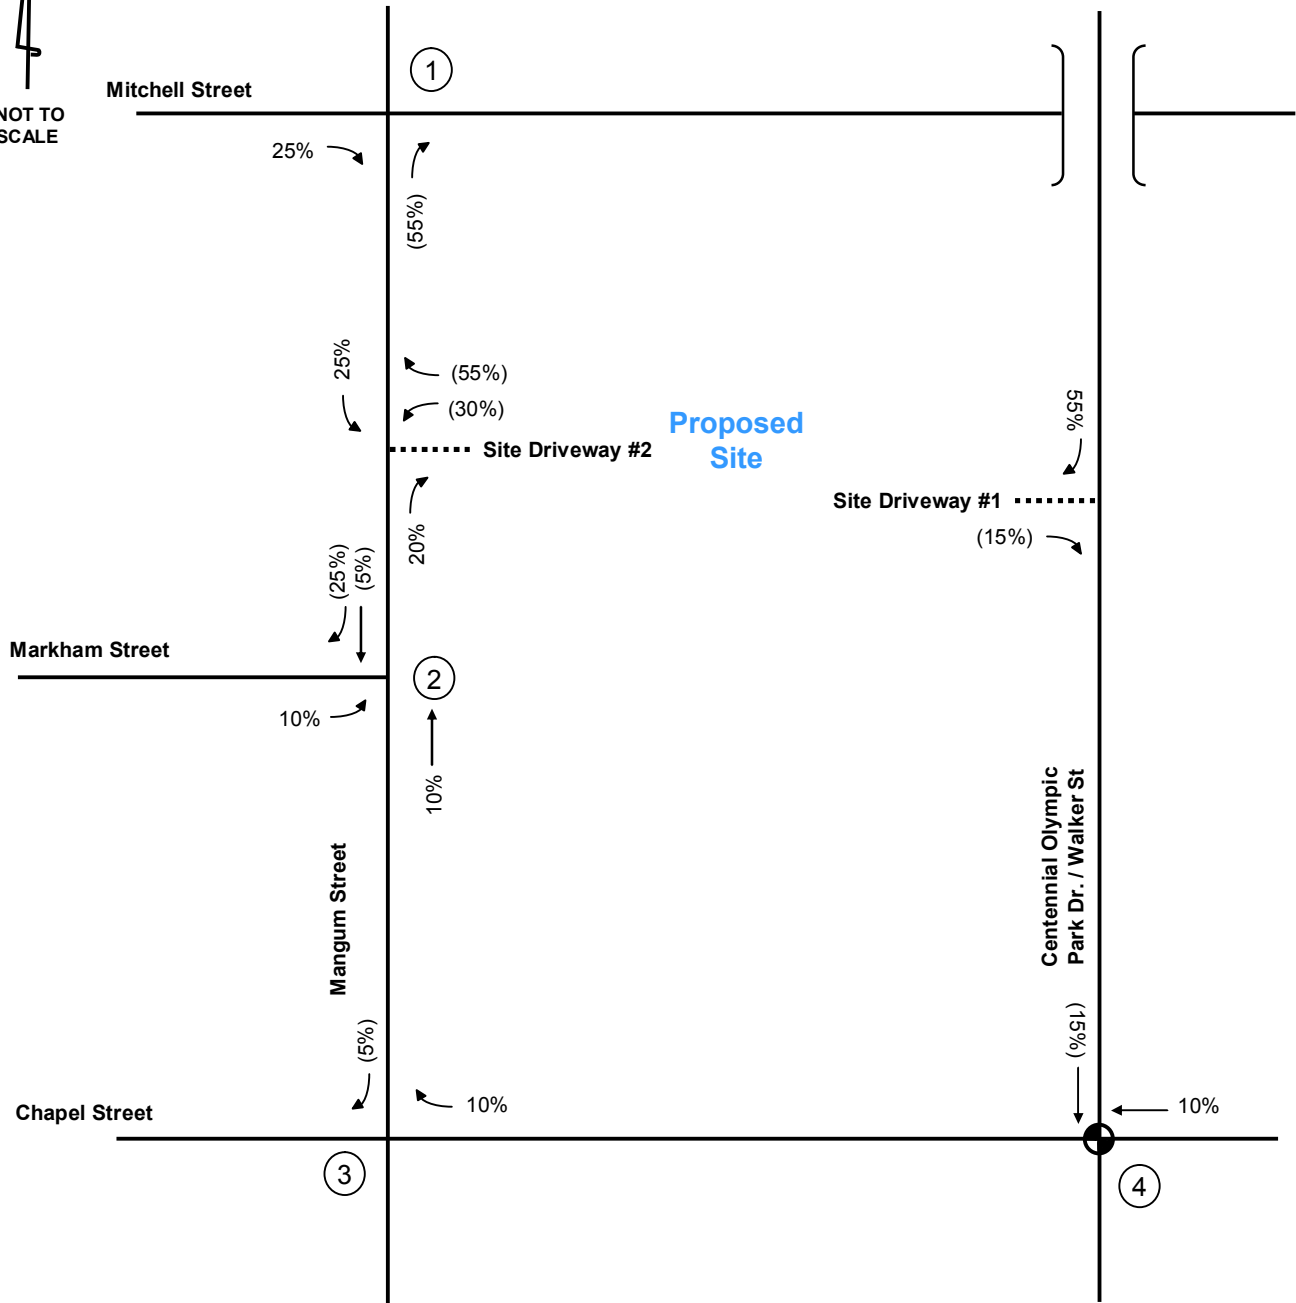 1
Mitchell Street
NOT TO
SCALE
25%
(55%)
25%
(55%)
(30%)
Proposed
Site
55%
Site Driveway #2
Site Driveway #1
20%
(15%)
(25%)
(5%)
Markham Street
2
10%
10%
Centennial Olympic
Park Dr. / Walker St
Mangum Street
(15%)
(5%)
10%
10%
Chapel Street
3
4